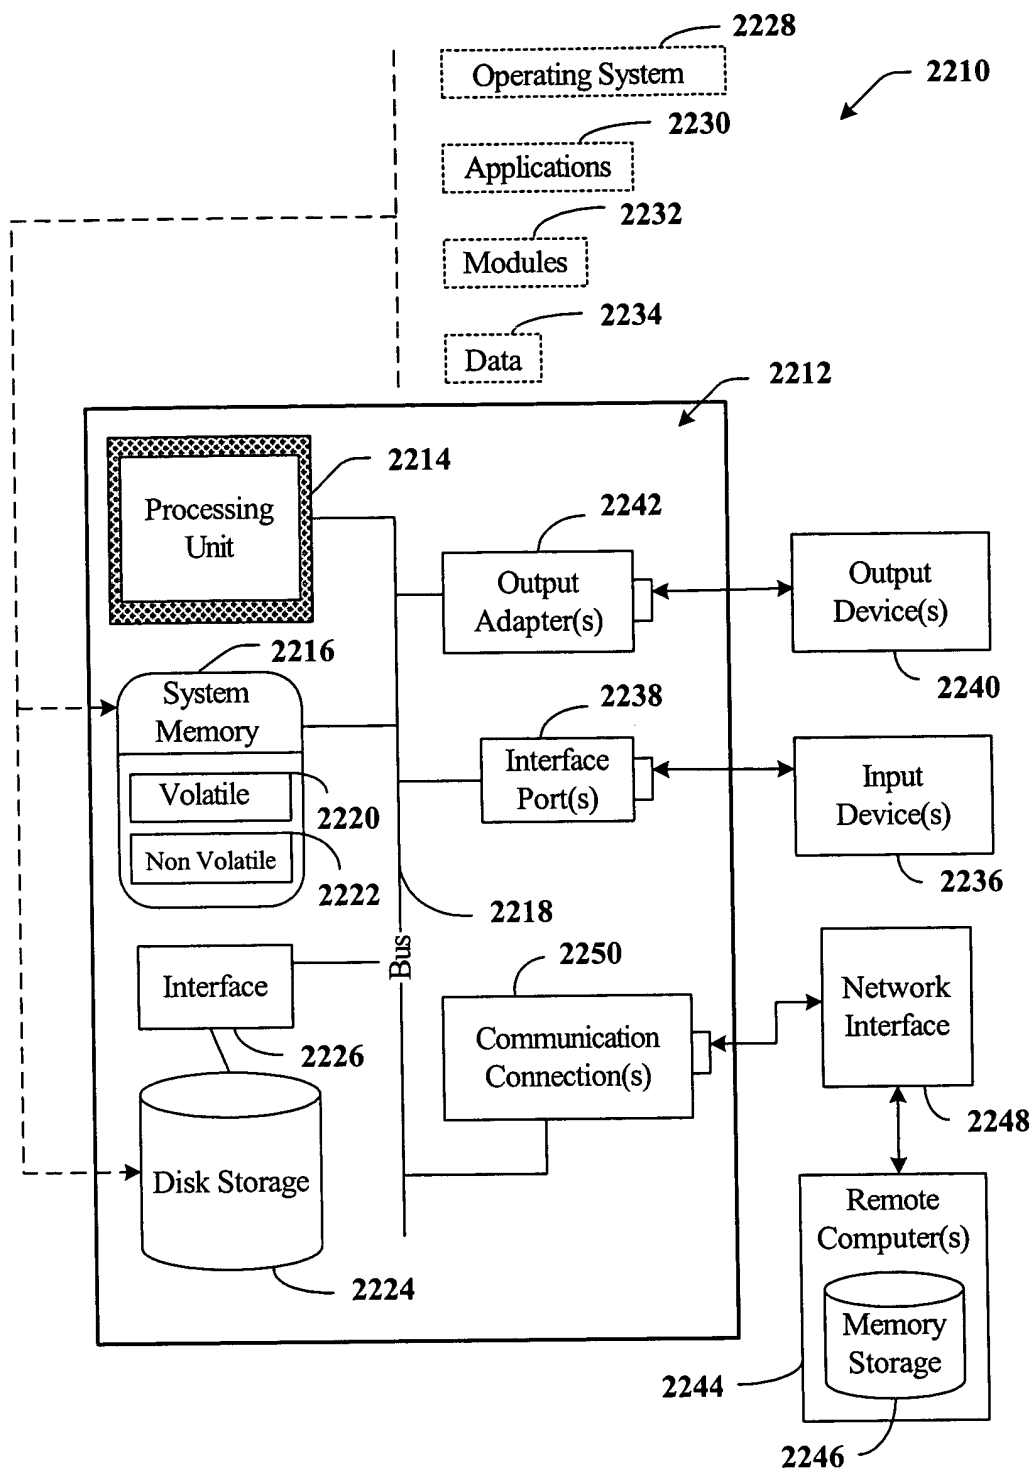 2228
Operating System
2210
2230
Applications
2232
Modules
2234
Data
2212
2214
Processing
Unit
2242
Output
Adapter(s)
Output
Device(s)
2240
2216
System
Memory
2238
Interface
Port(s)
Input
Device(s)
2236
Volatile
2220
Non Volatile
2222
2218
Bus
2250
Interface
2226
Communication
Connection(s)
Network
Interface
2248
Disk Storage
2224
Remote
Computer(s)
Memory
Storage
2244
2246